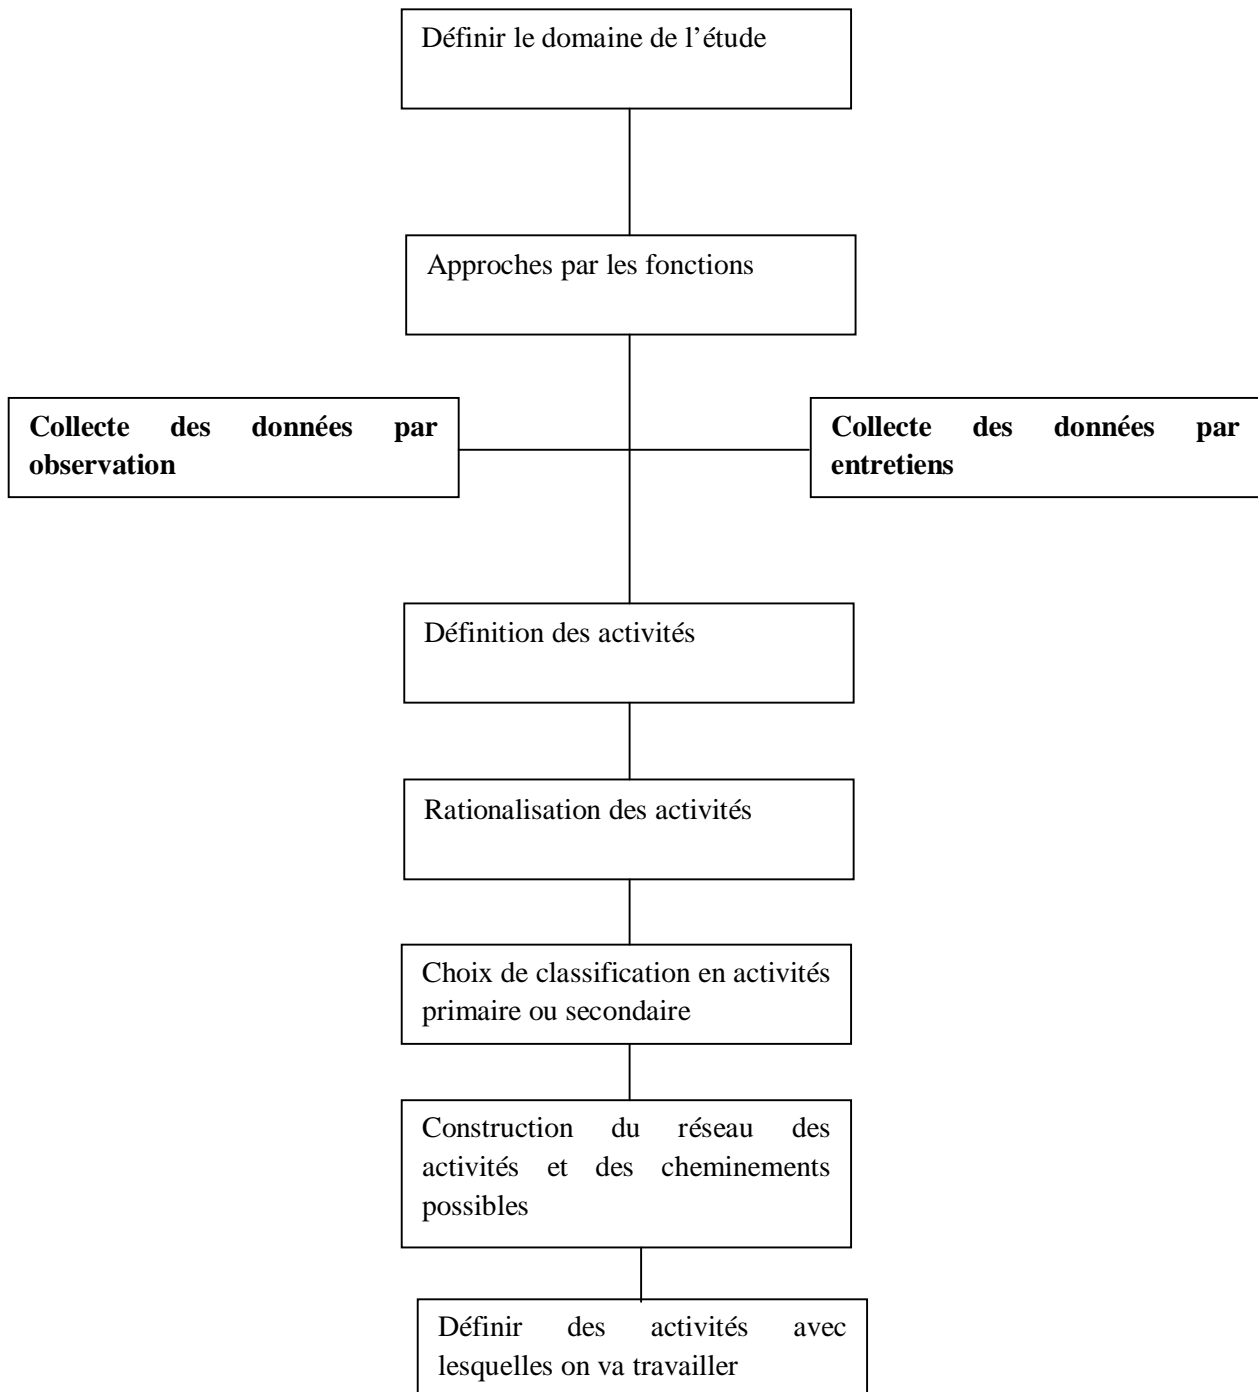 Définir le domaine de l’étude
Approches par les fonctions
Collecte des données par
observation
Collecte des données par
entretiens
Définition des activités
Rationalisation des activités
Choix de classification en activités
primaire ou secondaire
Construction du réseau des
activités et des cheminements
possibles
Définir des activités avec
lesquelles on va travailler